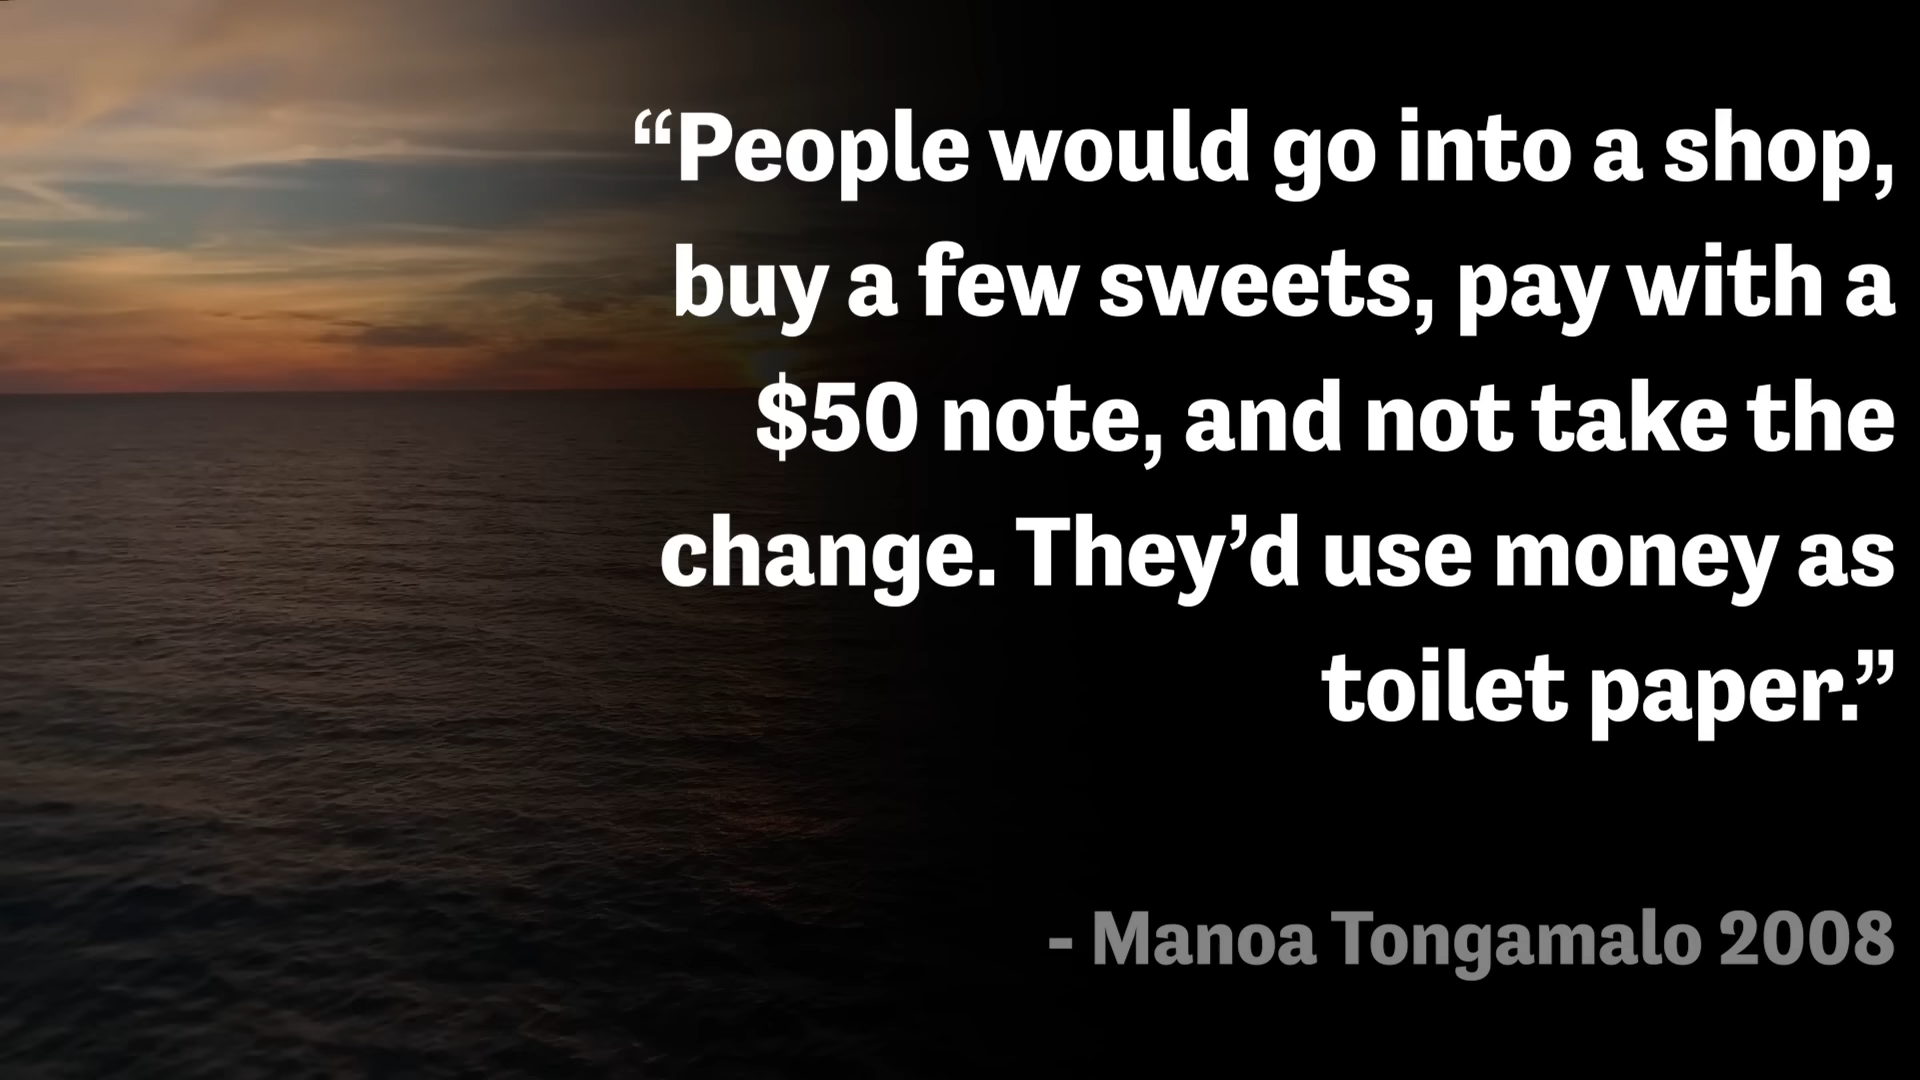 “People would go into a shop,
buy a few sweets, pay with a
$50 note, and not take the
change. They’d use money as
toilet paper.”
- Manoa Tongamalo 2008